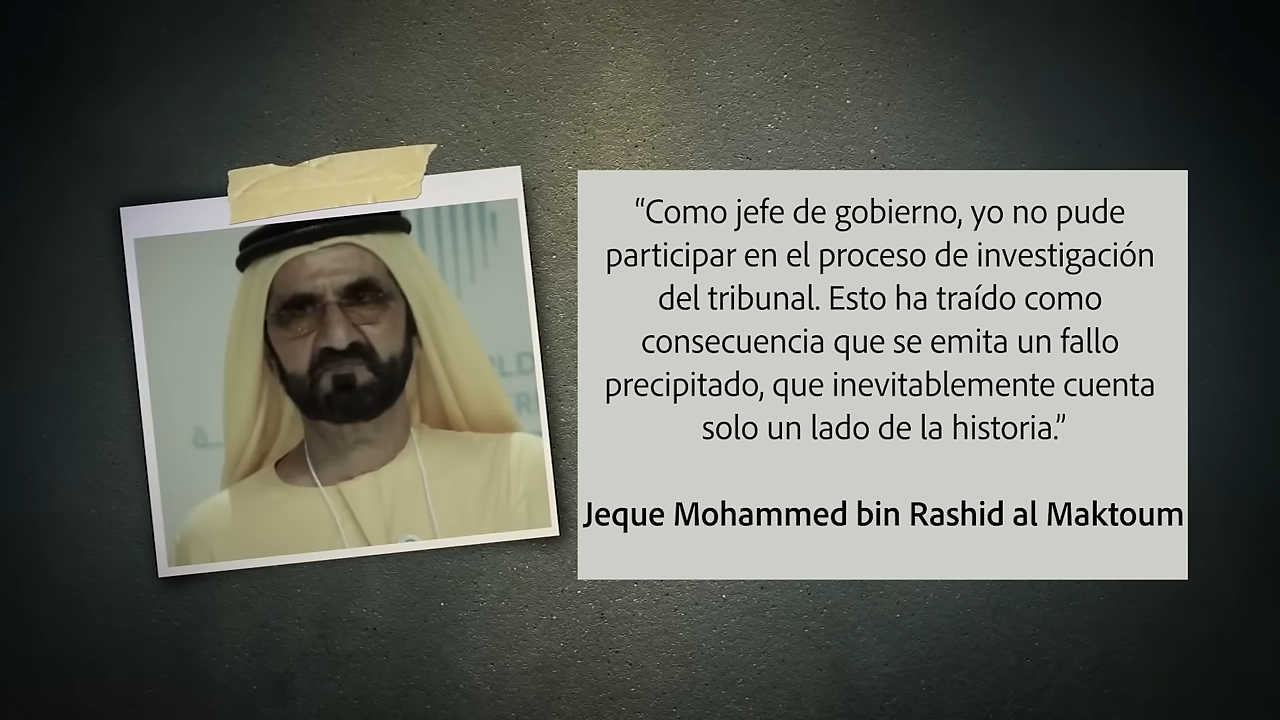 “Como jefe de gobierno, yo no pude
participar en el proceso de investigación
del tribunal. Esto ha traído como
consecuencia que se emita un fallo
precipitado, que inevitablemente cuenta
solo un lado de la historia.”
Jeque Mohammed bin Rashid al Maktoum